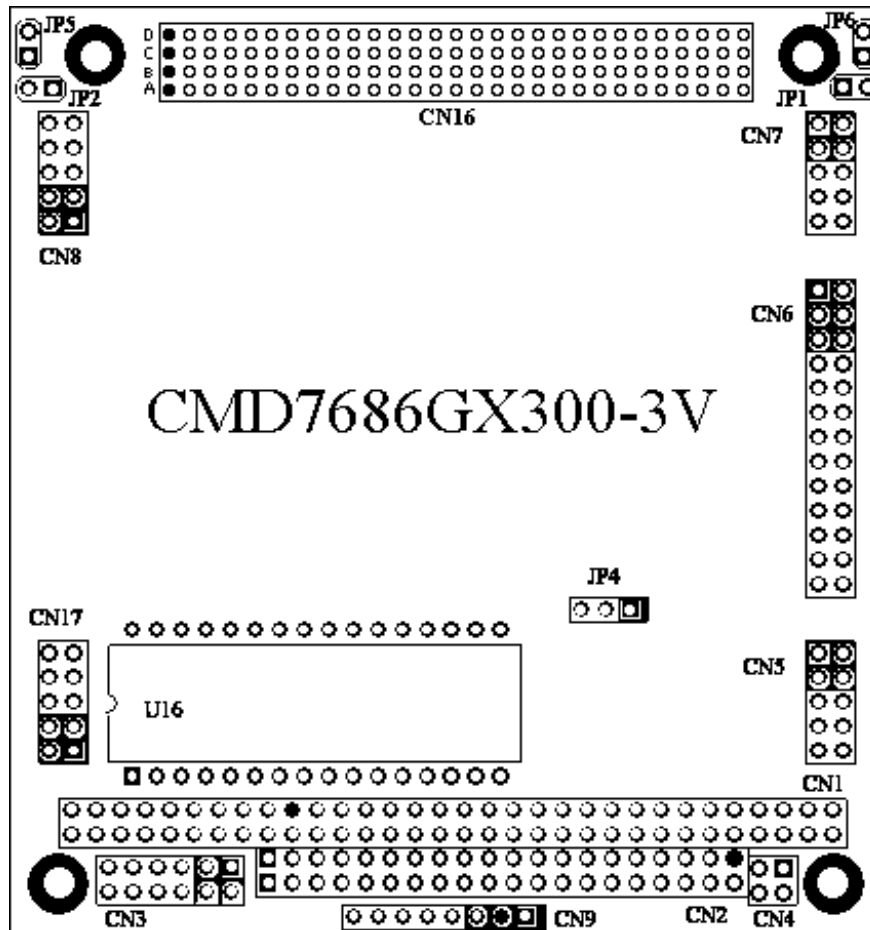 JP5
JP6
D
C
B
A
JP2
JP1
CN16
CN7
CN8
CN6
CMD7686GX300-3V
JP4
CN17
CN5
U16
CN1
CN3
CN9
CN2
CN4